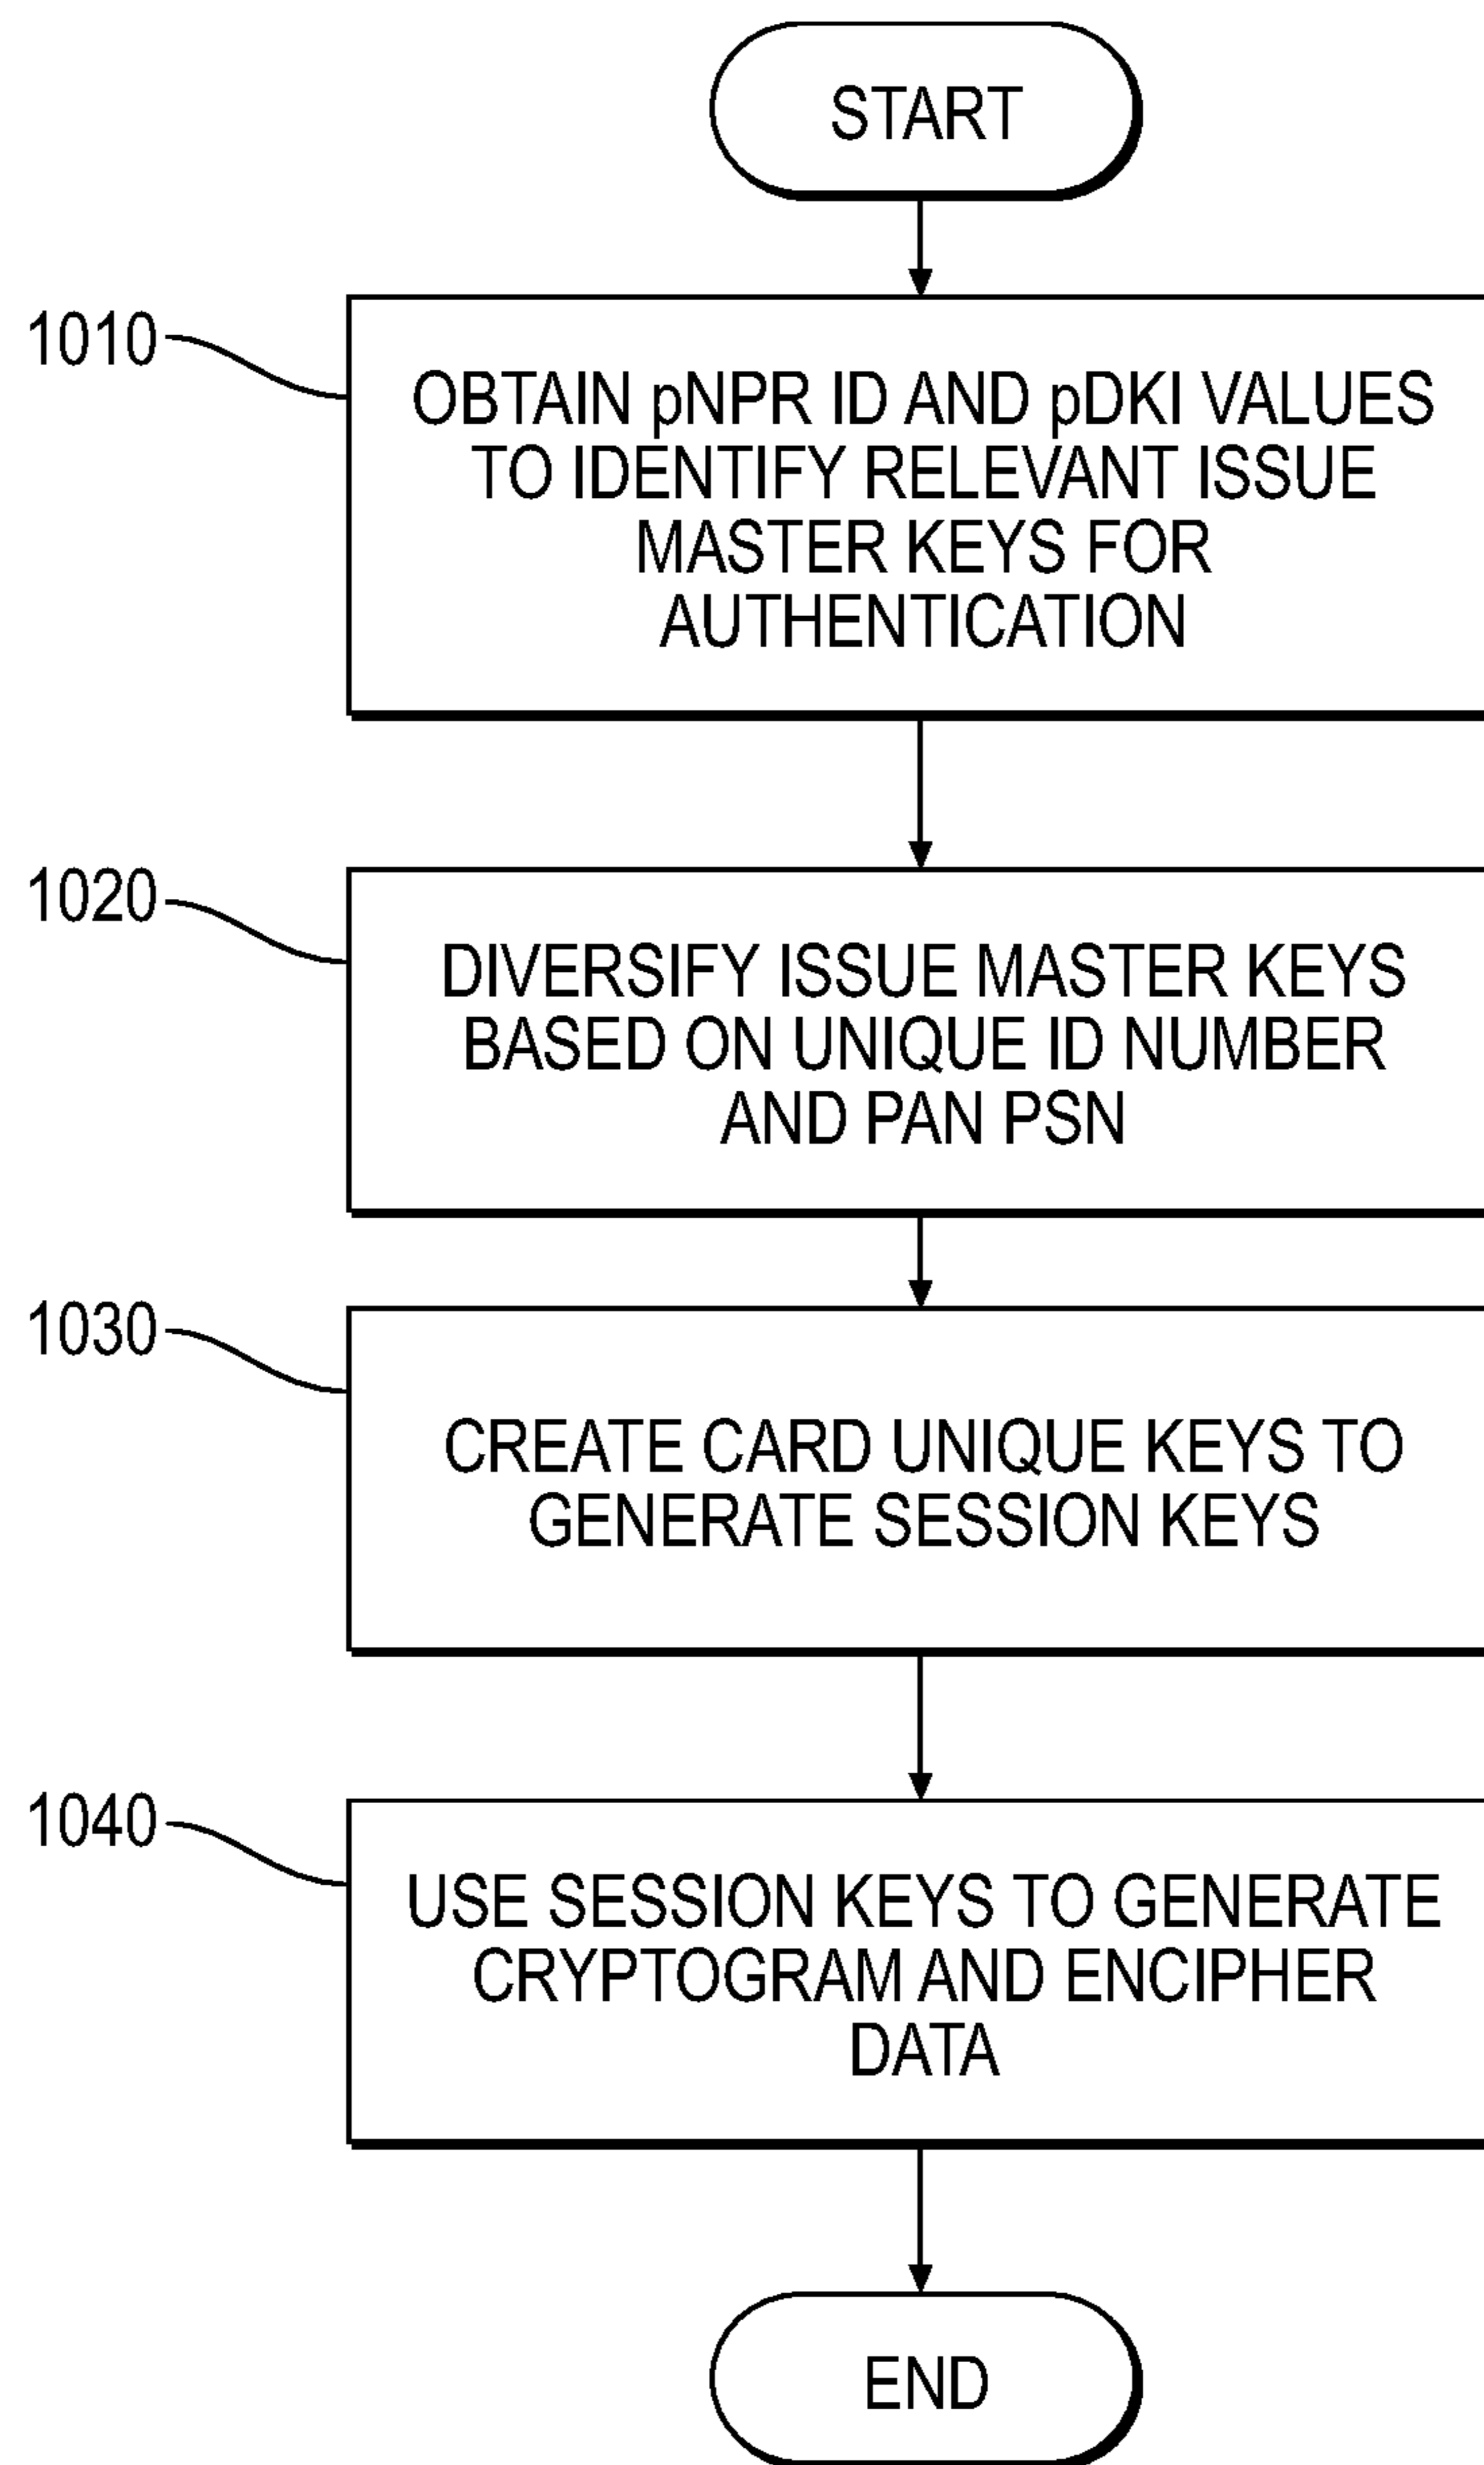 START
1010
OBTAIN pNPR ID AND pDKI VALUES
TO IDENTIFY RELEVANT ISSUE
MASTER KEYS FOR
AUTHENTICATION
1020
DIVERSIFY ISSUE MASTER KEYS
BASED ON UNIQUE ID NUMBER
AND PAN PSN
1030
CREATE CARD UNIQUE KEYS TO
GENERATE SESSION KEYS
1040
USE SESSION KEYS TO GENERATE
CRYPTOGRAM AND ENCIPHER
DATA
END